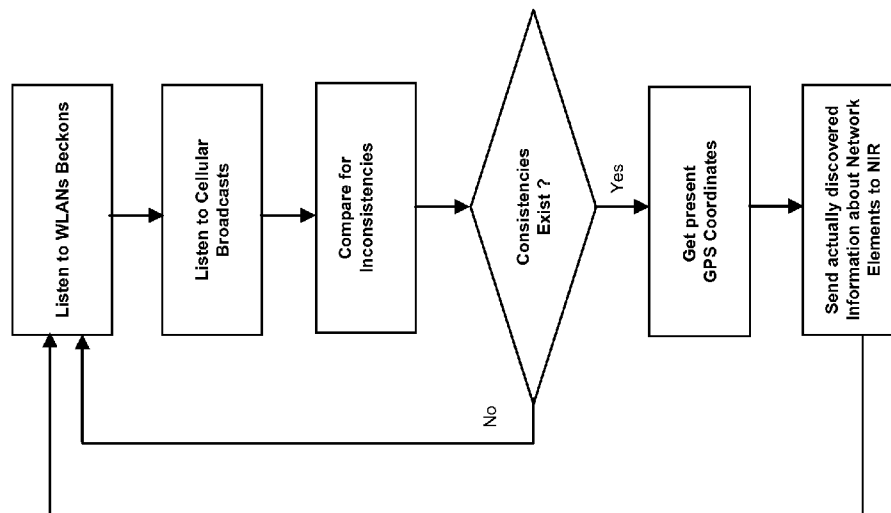 Listen to WLANs Beckons
Listen to Cellular
Broadcasts
Compare for
Inconsistencies
Consistencies
Exist ?
No
Yes
Get present
GPS Coordinates
Send actually discovered
Information about Network
Elements to NIR